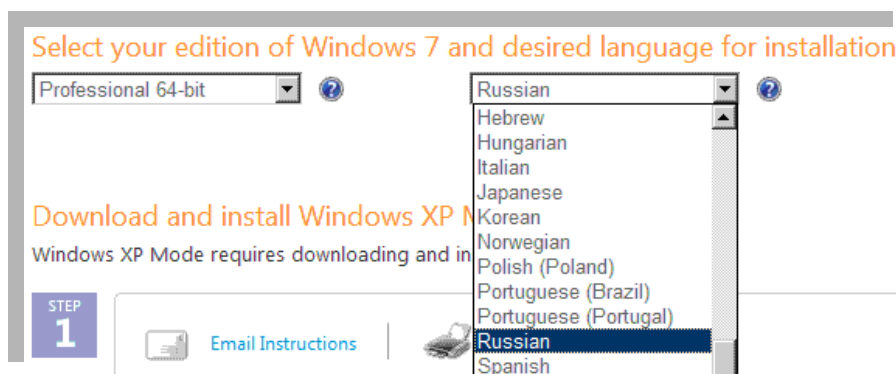 Select your edition of Windows 7 and desired language for installation
Professional 64-bit
Russian
Hebrew
Hungarian
Italian
Japanese
Korean
Norwegian
Polish (Poland)
Portuguese (Brazil)
Portuguese (Portugal)
Russian
Spanish
Download and install Windows XP
Windows XP Mode requires downloading and in
STEP
1
Email Instructions